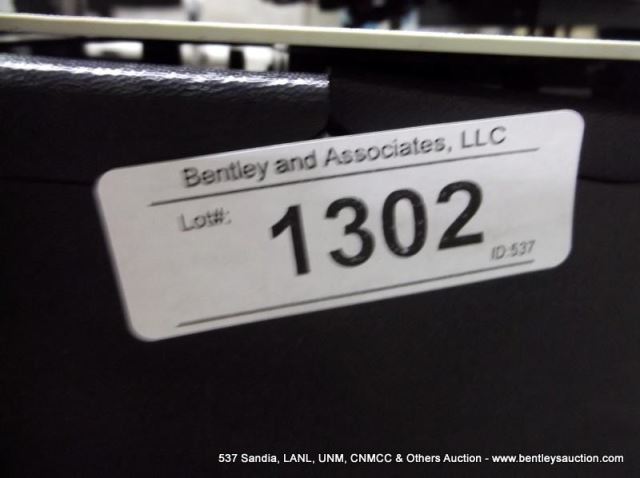 Bentley and Associates, LLC
Lot#:
1302
ID:537
537 Sandia, LANL, UNM, CNMCC & Others Auction - www.bentleysauction.com